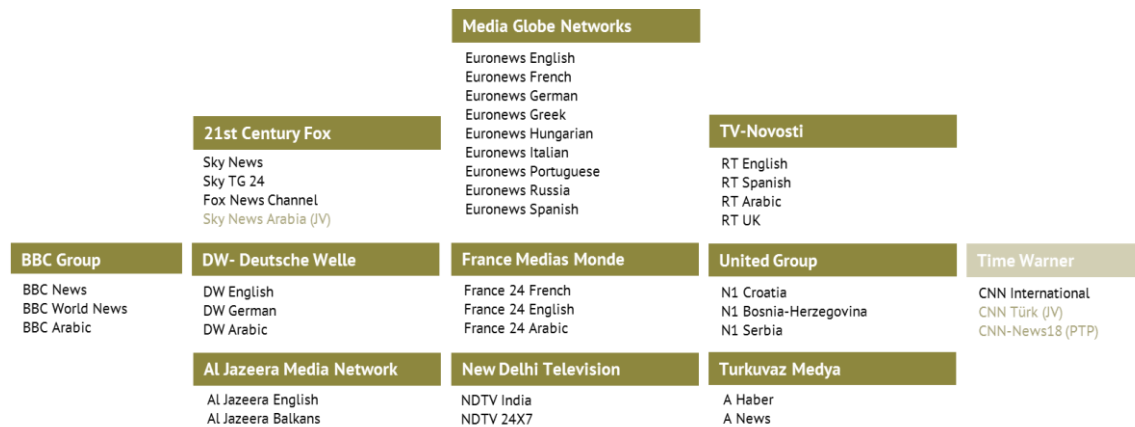 Media Globe Networks
Euronews English
Euronews French
Euronews German
Euronews Greek
Euronews Hungarian
Euronews Italian
Euronews Portuguese
Euronews Russia
Euronews Spanish
21st Century Fox
Sky News
Sky TG 24
Fox News Channel
Sky News Arabia (JV)
TV-Novosti
RT English
RT Spanish
RT Arabic
RT UK
BBC Group
BBC News
BBC World News
BBC Arabic
DW- Deutsche Welle
DW English
DW German
DW Arabic
France Medias Monde
France 24 French
France 24 English
France 24 Arabic
United Group
N1 Croatia
N1 Bosnia-Herzegovina
N1 Serbia
Time Warner
CNN International
CNN Türk (JV)
CNN-News18 (PTP)
Al Jazeera Media Network
Al Jazeera English
Al Jazeera Balkans
New Delhi Television
NDTV India
NDTV 24X7
Turkuvaz Medya
A Haber
A News